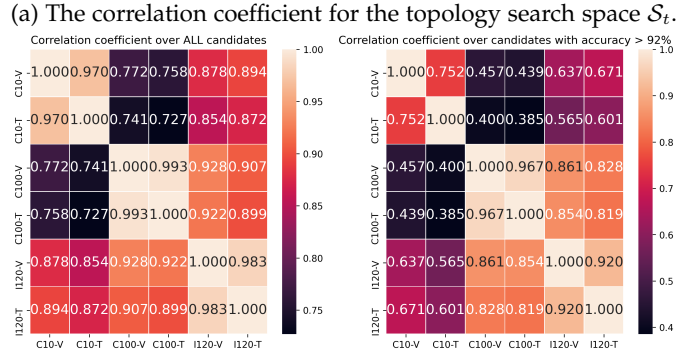 (a) The correlation coefficient for the topology search space 𝒮ₜ.
Correlation coefficient over ALL candidates
C10-V 1.000 0.970 0.772 0.758 0.878 0.894
C10-T 0.970 1.000 0.741 0.727 0.854 0.872
C100-V 0.772 0.741 1.000 0.993 0.928 0.907
C100-T 0.758 0.727 0.993 1.000 0.922 0.899
I120-V 0.878 0.854 0.928 0.922 1.000 0.983
I120-T 0.894 0.872 0.907 0.899 0.983 1.000
C10-V C10-T C100-V C100-T I120-V I120-T
1.00
0.95
0.90
0.85
0.80
0.75
Correlation coefficient over candidates with accuracy > 92%
C10-V 1.000 0.752 0.457 0.439 0.637 0.671
C10-T 0.752 1.000 0.400 0.385 0.565 0.601
C100-V 0.457 0.400 1.000 0.967 0.861 0.828
C100-T 0.439 0.385 0.967 1.000 0.854 0.819
I120-V 0.637 0.565 0.861 0.854 1.000 0.920
I120-T 0.671 0.601 0.828 0.819 0.920 1.000
C10-V C10-T C100-V C100-T I120-V I120-T
1.0
0.9
0.8
0.7
0.6
0.5
0.4